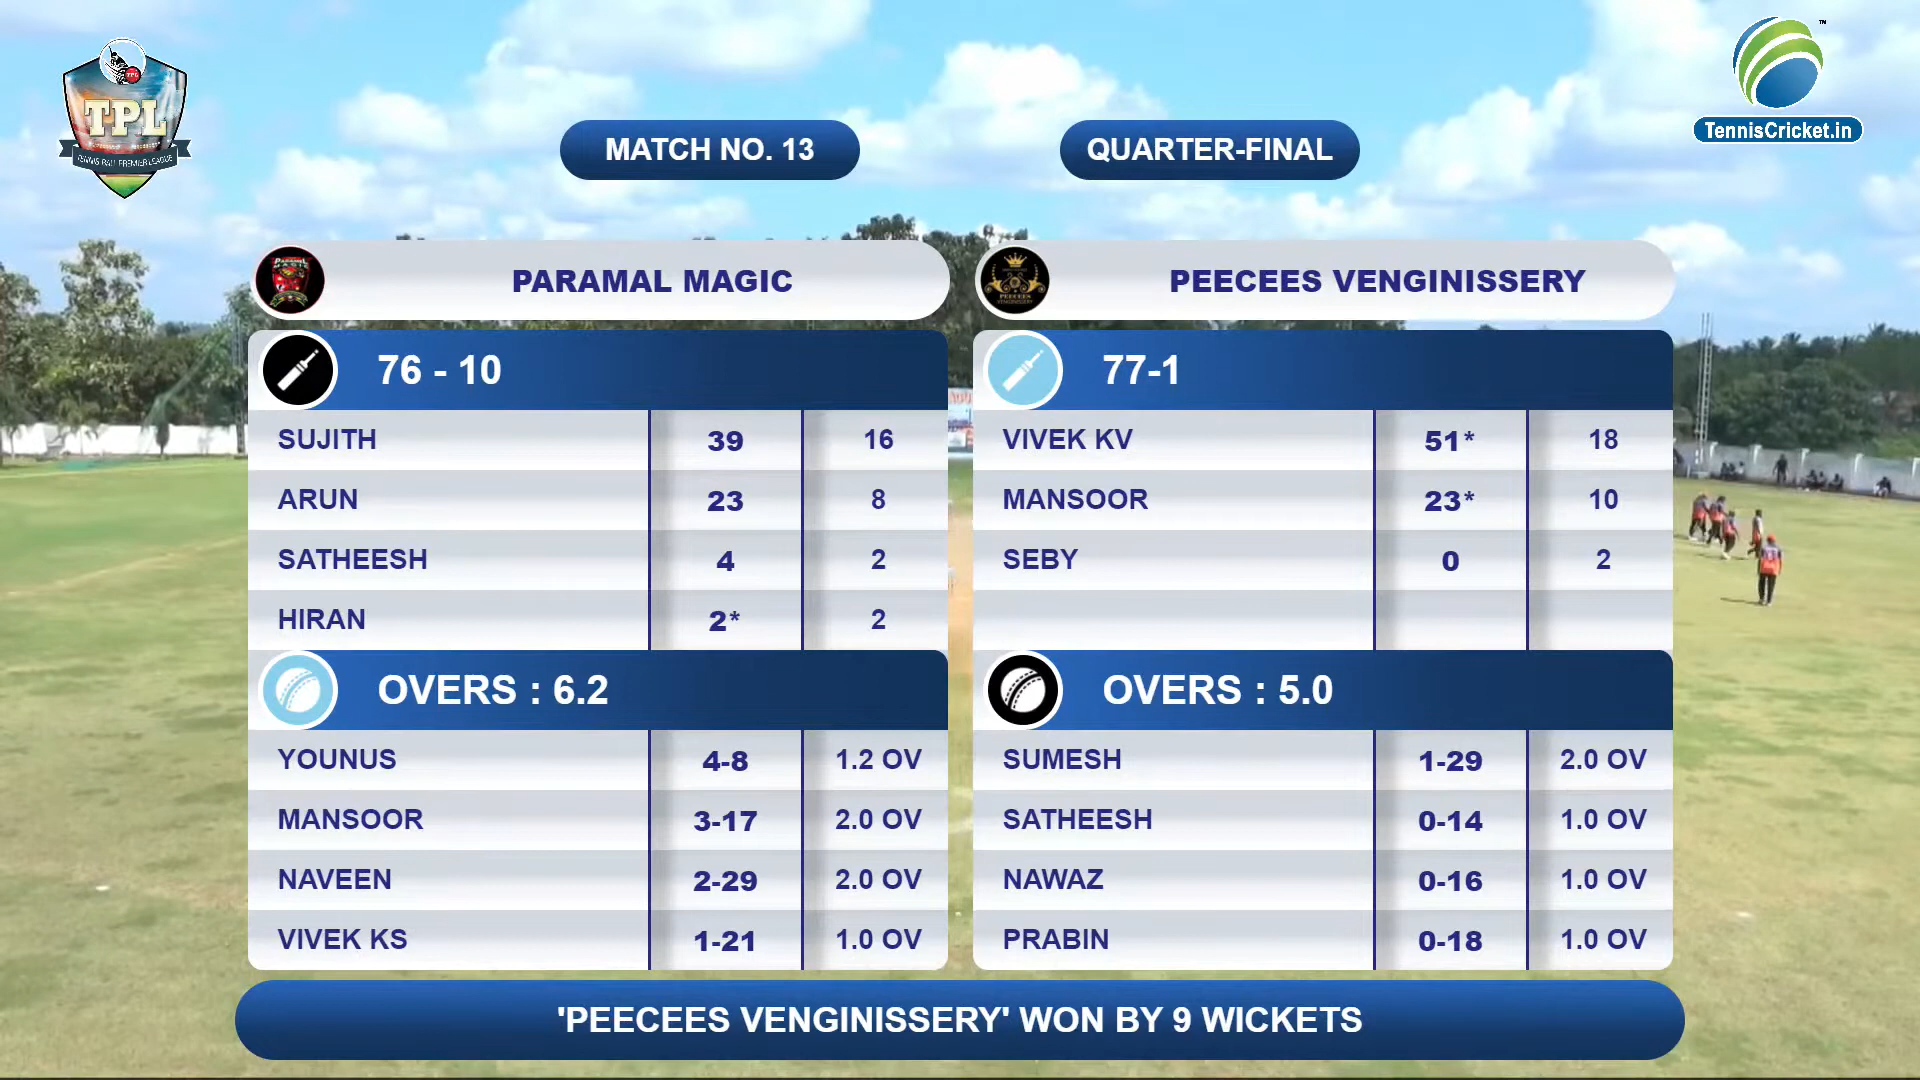 TPL
TENNIS BALL PREMIER LEAGUE
TM
TennisCricket.in
MATCH NO. 13
QUARTER-FINAL
PARAMAL MAGIC
76 - 10
SUJITH 39 16
ARUN 23 8
SATHEESH 4 2
HIRAN 2* 2
OVERS : 6.2
YOUNUS 4-8 1.2 OV
MANSOOR 3-17 2.0 OV
NAVEEN 2-29 2.0 OV
VIVEK KS 1-21 1.0 OV
PEECEES VENGINISSERY
77-1
VIVEK KV 51* 18
MANSOOR 23* 10
SEBY 0 2
OVERS : 5.0
SUMESH 1-29 2.0 OV
SATHEESH 0-14 1.0 OV
NAWAZ 0-16 1.0 OV
PRABIN 0-18 1.0 OV
'PEECEES VENGINISSERY' WON BY 9 WICKETS